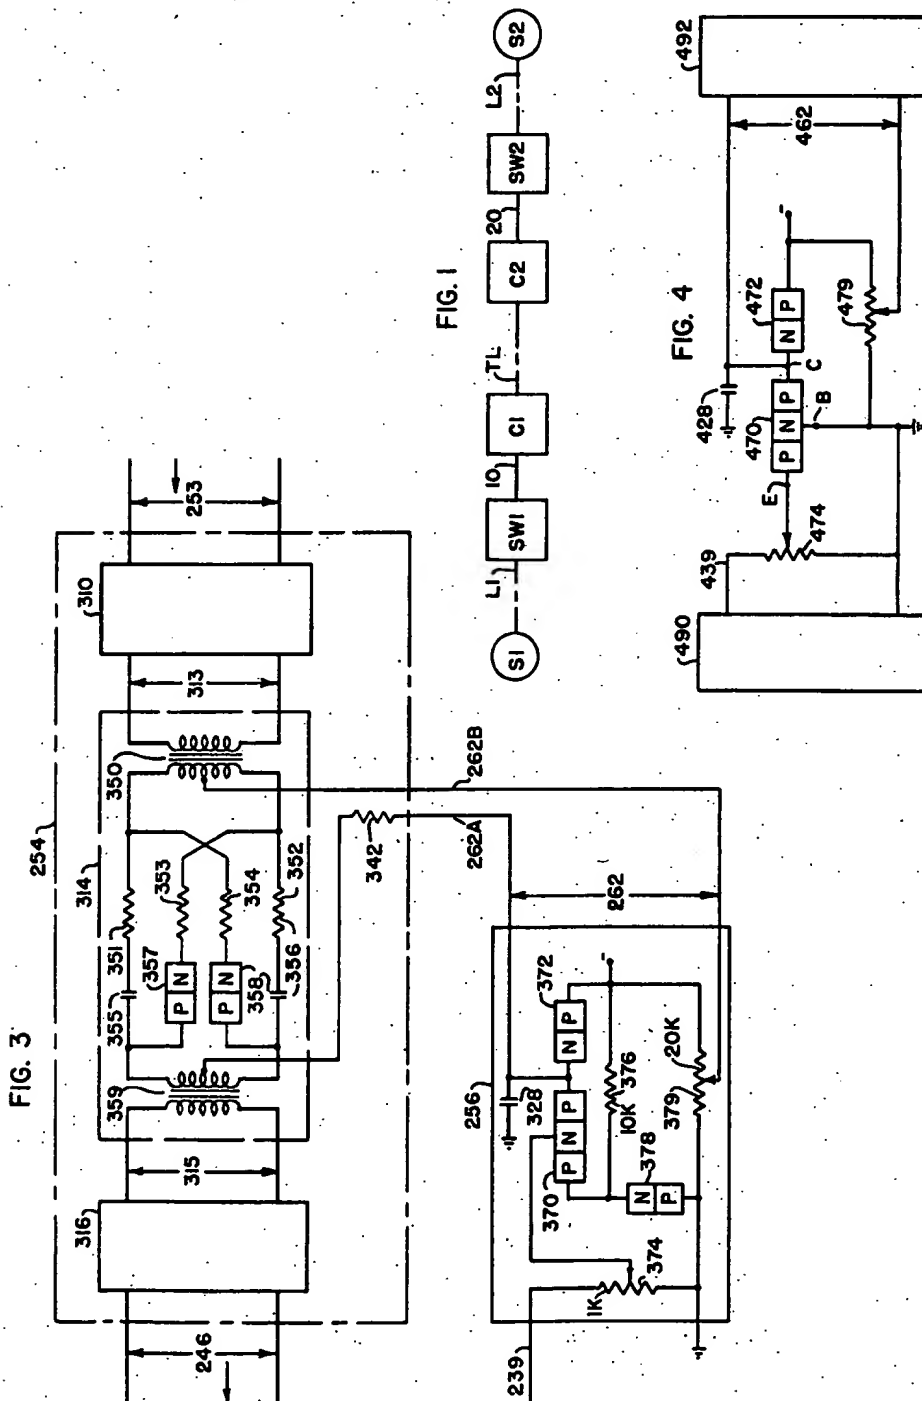 FIG. 3
254
314
316
359
355
351
350
310
246
315
313
253
P N
357
353
P N
358
354
356
352
342
262A
262B
256
262
239
1K
374
370
P N P
328
N P
372
10K
376
N P
378
379
20K
-
FIG. 1
S1
L1
SW1
10
C1
TL
C2
20
SW2
L2
S2
FIG. 4
490
439
474
E
470
P N P
428
B
C
N P
472
479
-
462
492